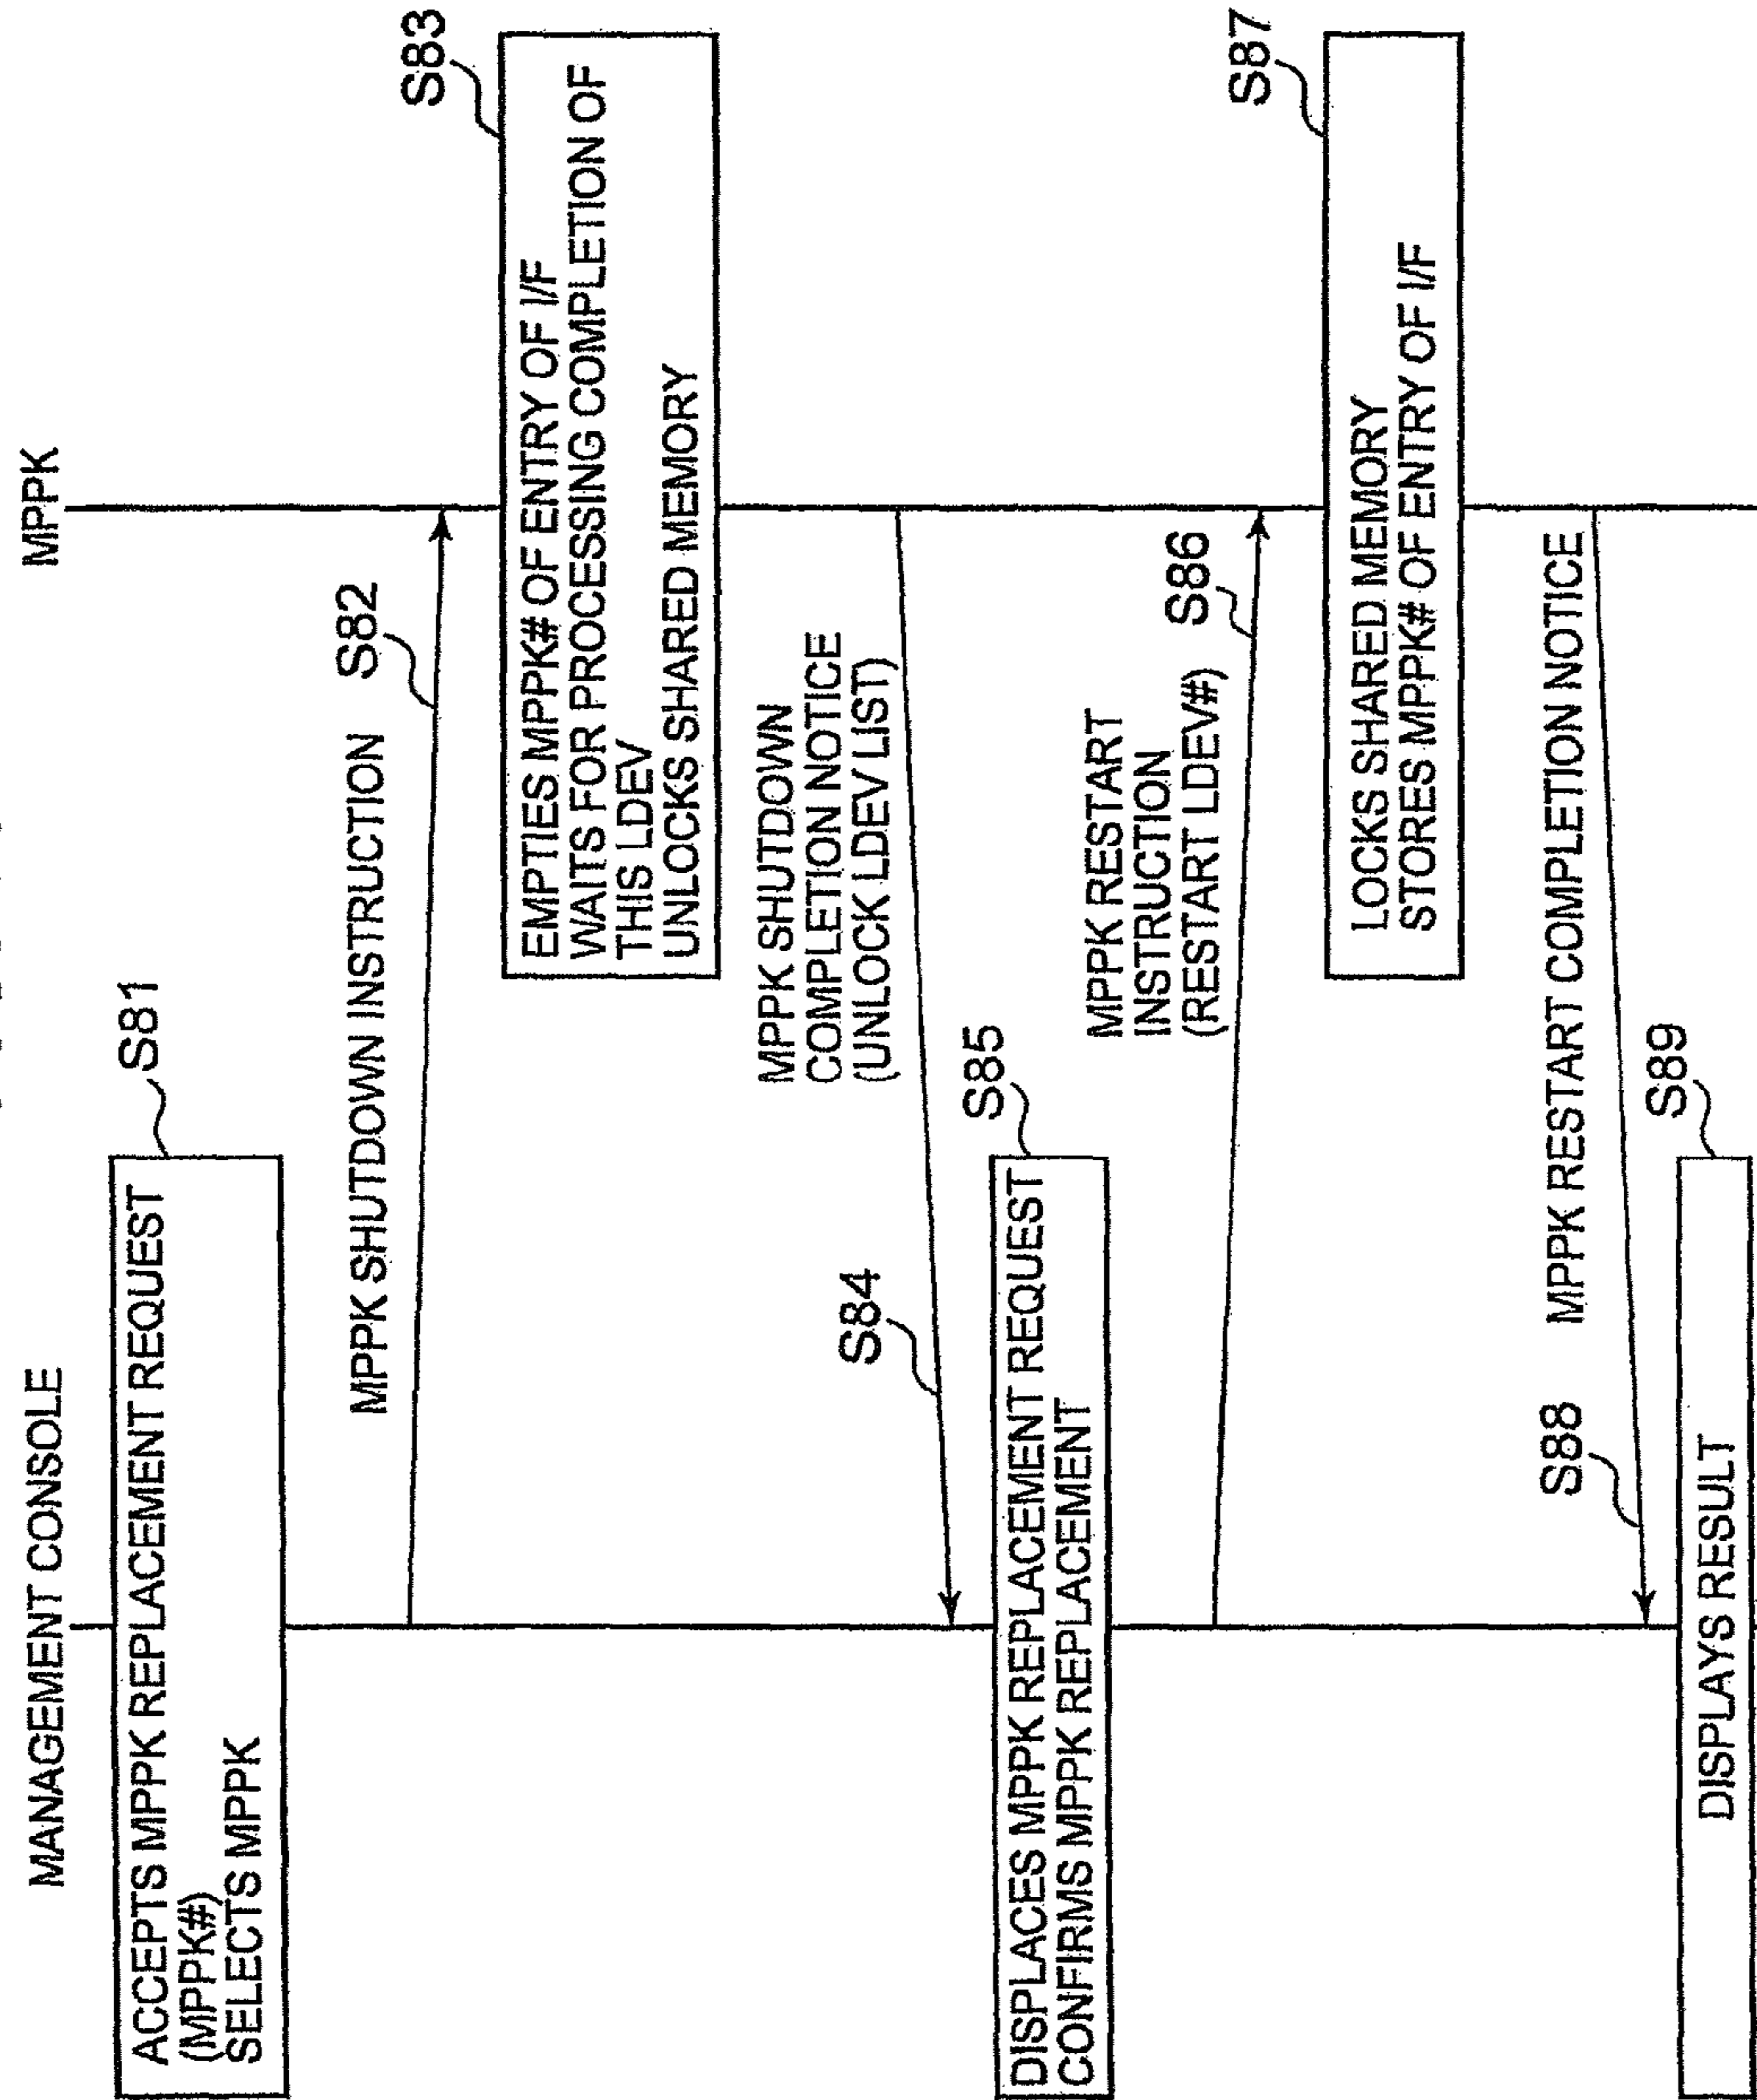 MANAGEMENT CONSOLE
MPPK
S81
ACCEPTS MPPK REPLACEMENT REQUEST
(MPPK#)
SELECTS MPPK
MPPK SHUTDOWN INSTRUCTION
S82
S83
EMPTIES MPPK# OF ENTRY OF I/F
WAITS FOR PROCESSING COMPLETION OF
THIS LDEV
UNLOCKS SHARED MEMORY
MPPK SHUTDOWN
COMPLETION NOTICE
(UNLOCK LDEV LIST)
S84
S85
DISPLACES MPPK REPLACEMENT REQUEST
CONFIRMS MPPK REPLACEMENT
MPPK RESTART
INSTRUCTION
(RESTART LDEV#)
S86
S87
LOCKS SHARED MEMORY
STORES MPPK# OF ENTRY OF I/F
S88
MPPK RESTART COMPLETION NOTICE
S89
DISPLAYS RESULT